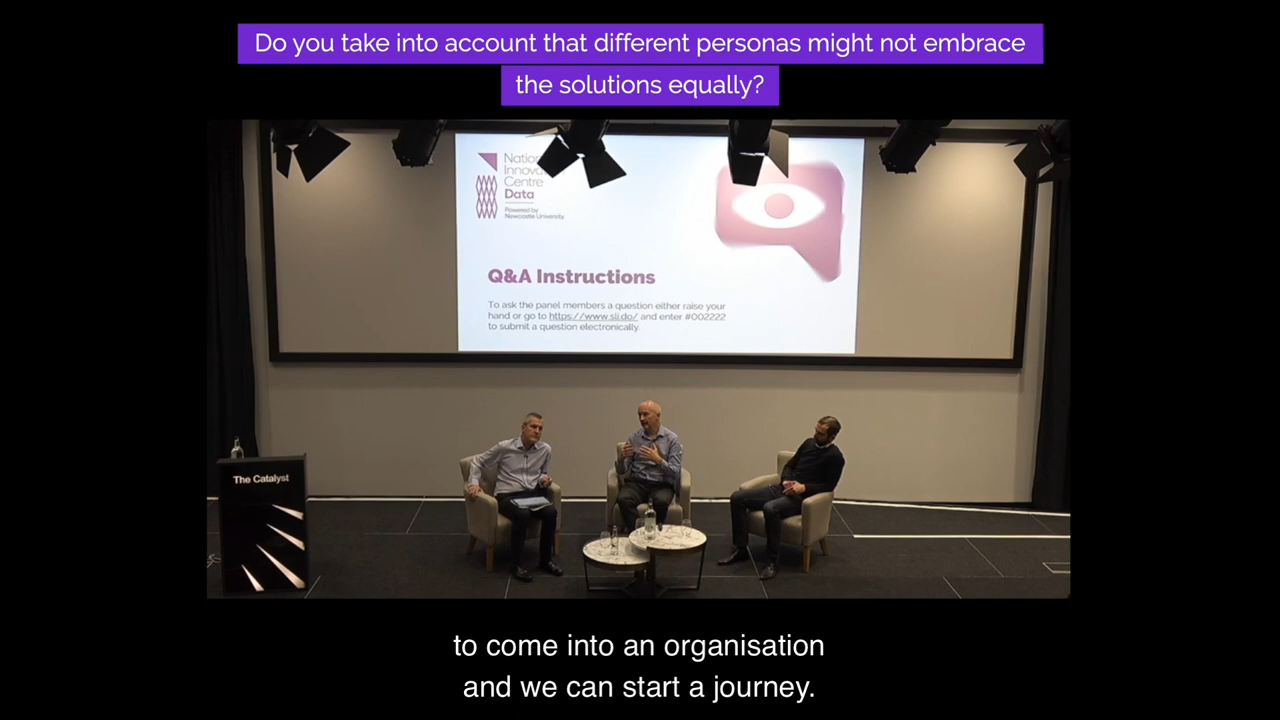 Do you take into account that different personas might not embrace
the solutions equally?
Centre
Data
Powered by
Newcastle University
Q&A Instructions
To ask the panel members a question either raise your
hand or go to https://www.sli.do/ and enter #002222
to submit a question electronically.
The Catalyst
to come into an organisation
and we can start a journey.